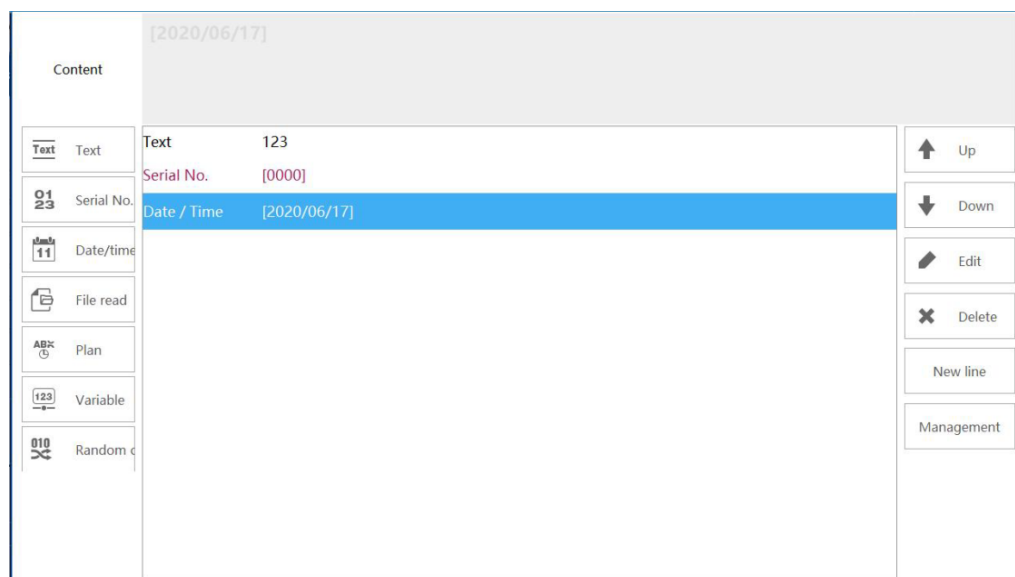 [2020/06/17]
Content
Text Text
Serial No.
Date/time
File read
Plan
Variable
Random
Text 123
Serial No. [0000]
Date / Time [2020/06/17]
Up
Down
Edit
Delete
New line
Management